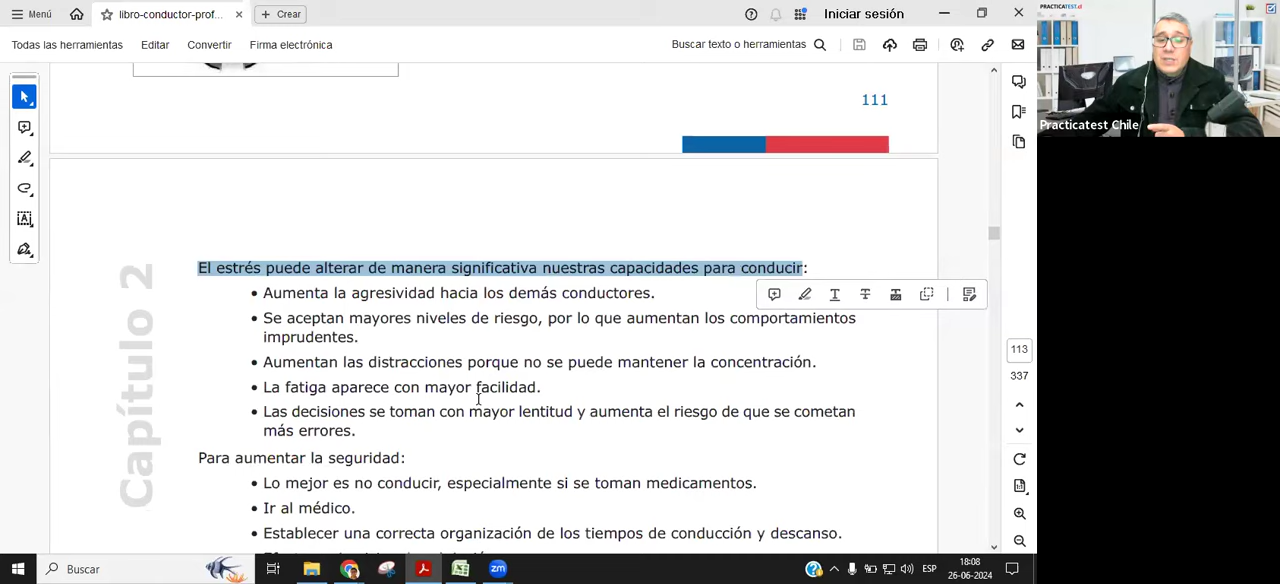 Menú
libro-conductor-prof...
Crear
Iniciar sesión
Todas las herramientas
Editar
Convertir
Firma electrónica
Buscar texto o herramientas
PRACTICATEST.cl
Practicatest Chile
111
Capítulo 2
El estrés puede alterar de manera significativa nuestras capacidades para conducir:
• Aumenta la agresividad hacia los demás conductores.
• Se aceptan mayores niveles de riesgo, por lo que aumentan los comportamientos
imprudentes.
• Aumentan las distracciones porque no se puede mantener la concentración.
• La fatiga aparece con mayor facilidad.
• Las decisiones se toman con mayor lentitud y aumenta el riesgo de que se cometan
más errores.
Para aumentar la seguridad:
• Lo mejor es no conducir, especialmente si se toman medicamentos.
• Ir al médico.
• Establecer una correcta organización de los tiempos de conducción y descanso.
113
337
Buscar
zm
ESP
18:08
26-06-2024